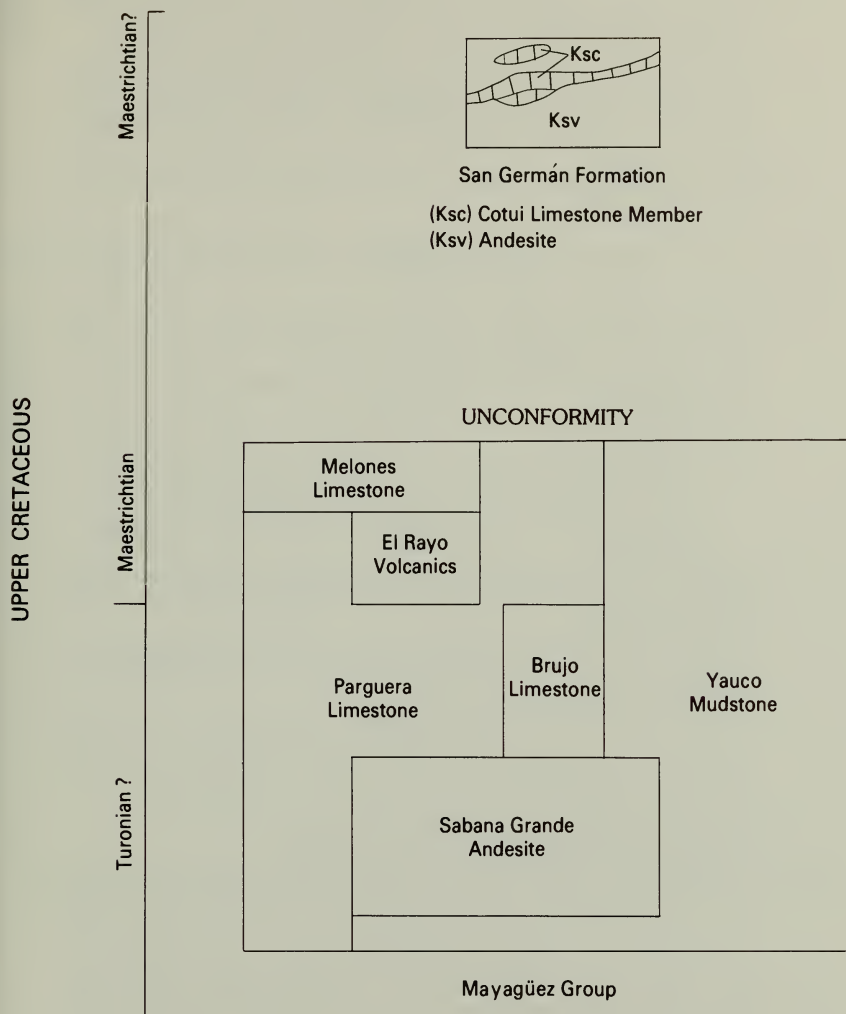 UPPER CRETACEOUS
Maestrichtian?
Ksc
Ksv
San Germán Formation
(Ksc) Cotui Limestone Member
(Ksv) Andesite
Maestrichtian
UNCONFORMITY
Melones
Limestone
El Rayo
Volcanics
Turonian ?
Parguera
Limestone
Brujo
Limestone
Yauco
Mudstone
Sabana Grande
Andesite
Mayagüez Group